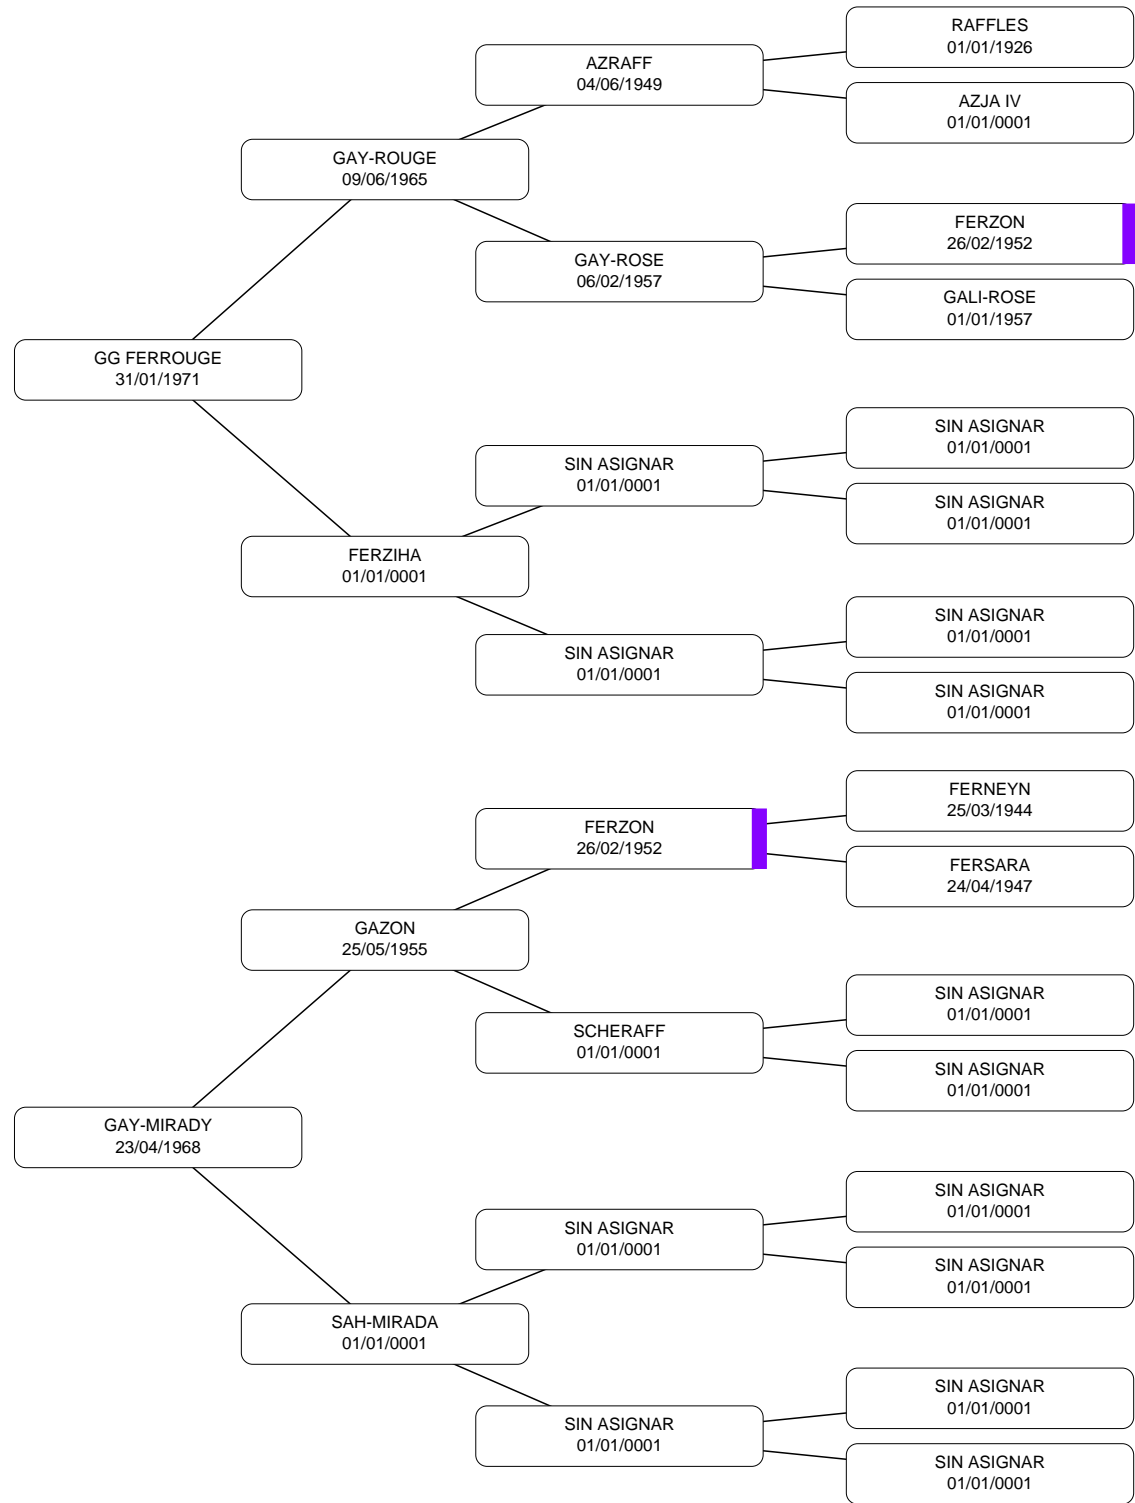 RAFFLES
01/01/1926
AZRAFF
04/06/1949
AZJA IV
01/01/0001
GAY-ROUGE
09/06/1965
FERZON
26/02/1952
GAY-ROSE
06/02/1957
GALI-ROSE
01/01/1957
GG FERROUGE
31/01/1971
SIN ASIGNAR
01/01/0001
SIN ASIGNAR
01/01/0001
SIN ASIGNAR
01/01/0001
FERZIHA
01/01/0001
SIN ASIGNAR
01/01/0001
SIN ASIGNAR
01/01/0001
SIN ASIGNAR
01/01/0001
FERNEYN
25/03/1944
FERZON
26/02/1952
FERSARA
24/04/1947
GAZON
25/05/1955
SIN ASIGNAR
01/01/0001
SCHERAFF
01/01/0001
SIN ASIGNAR
01/01/0001
GAY-MIRADY
23/04/1968
SIN ASIGNAR
01/01/0001
SIN ASIGNAR
01/01/0001
SIN ASIGNAR
01/01/0001
SAH-MIRADA
01/01/0001
SIN ASIGNAR
01/01/0001
SIN ASIGNAR
01/01/0001
SIN ASIGNAR
01/01/0001